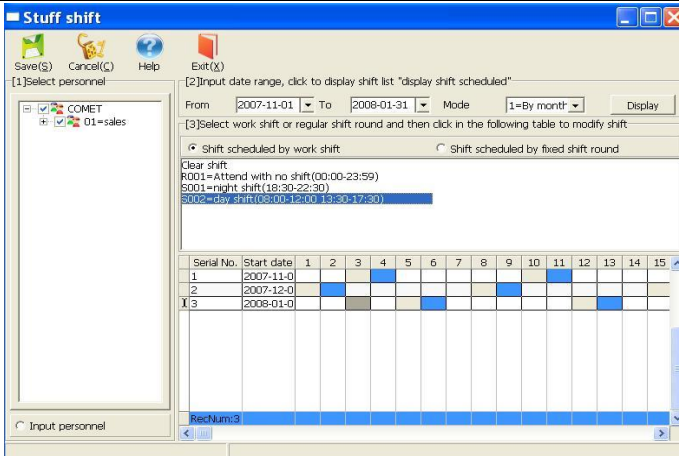 Stuff shift
Save(S) Cancel(C) Help Exit(X)
[1]Select personnel
COMET
01=sales
Input personnel
[2]Input date range, click to display shift list "display shift scheduled"
From 2007-11-01 To 2008-01-31 Mode 1=By month Display
[3]Select work shift or regular shift round and then click in the following table to modify shift
Shift scheduled by work shift Shift scheduled by fixed shift round
Clear shift
R001=Attend with no shift(00:00-23:59)
S001=night shift(18:30-22:30)
S002=day shift(08:00-12:00 13:30-17:30)
Serial No. Start date 1 2 3 4 5 6 7 8 9 10 11 12 13 14 15
1 2007-11-0
2 2007-12-0
3 2008-01-0
RecNum:3